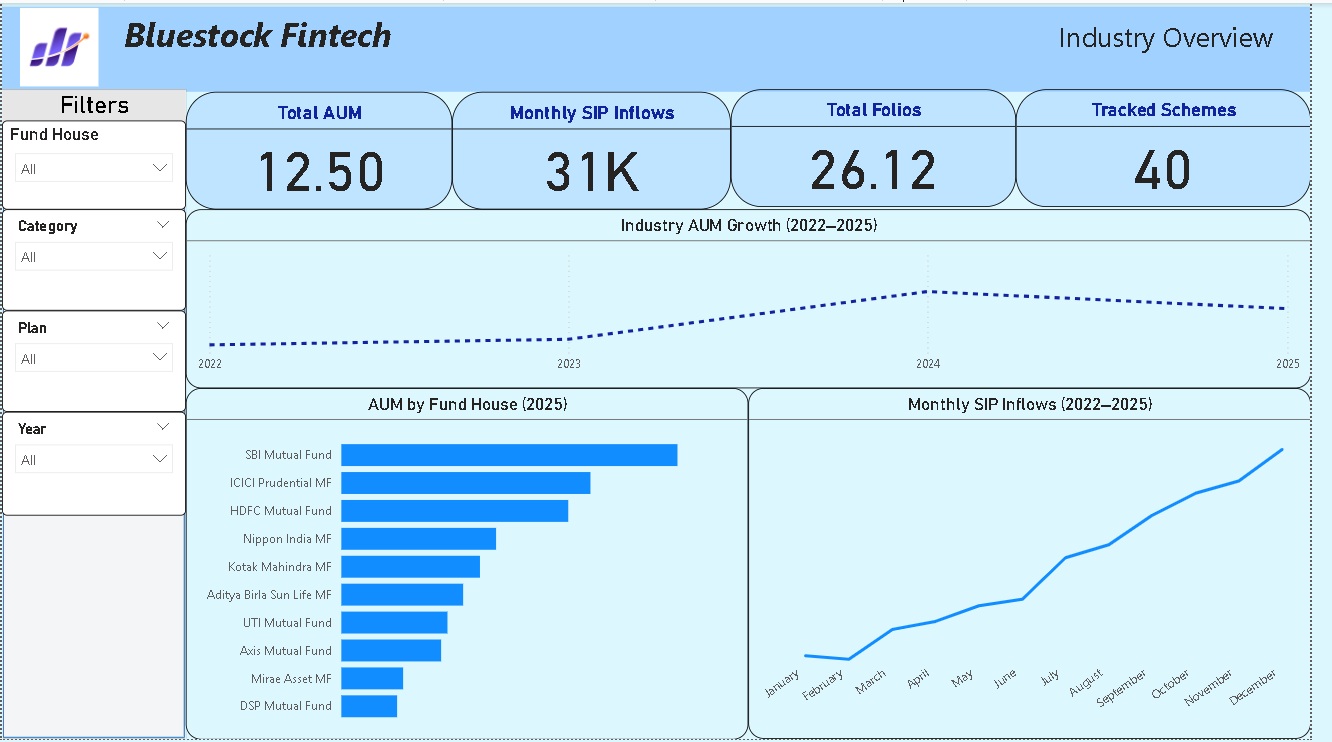 Bluestock Fintech
Industry Overview
Filters
Fund House
All
Category
All
Plan
All
Year
All
Total AUM
12.50
Monthly SIP Inflows
31K
Total Folios
26.12
Tracked Schemes
40
Industry AUM Growth (2022–2025)
2022
2023
2024
2025
AUM by Fund House (2025)
SBI Mutual Fund
ICICI Prudential MF
HDFC Mutual Fund
Nippon India MF
Kotak Mahindra MF
Aditya Birla Sun Life MF
UTI Mutual Fund
Axis Mutual Fund
Mirae Asset MF
DSP Mutual Fund
Monthly SIP Inflows (2022–2025)
January
February
March
April
May
June
July
August
September
October
November
December